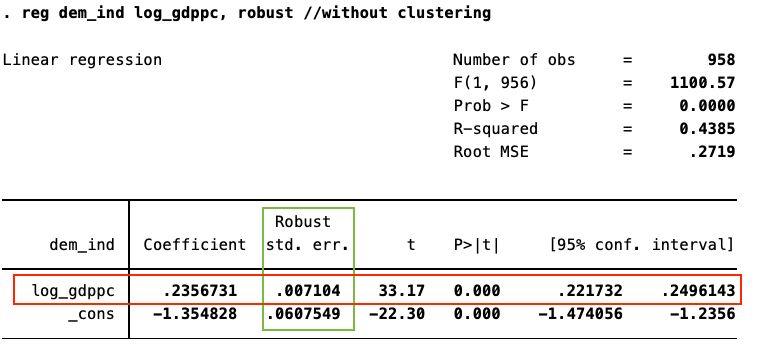 . reg dem_ind log_gdppc, robust //without clustering
Linear regression Number of obs = 958
F(1, 956) = 1100.57
Prob > F = 0.0000
R-squared = 0.4385
Root MSE = .2719
Robust
dem_ind Coefficient std. err. t P>|t| [95% conf. interval]
log_gdppc .2356731 .007104 33.17 0.000 .221732 .2496143
_cons -1.354828 .0607549 -22.30 0.000 -1.474056 -1.2356